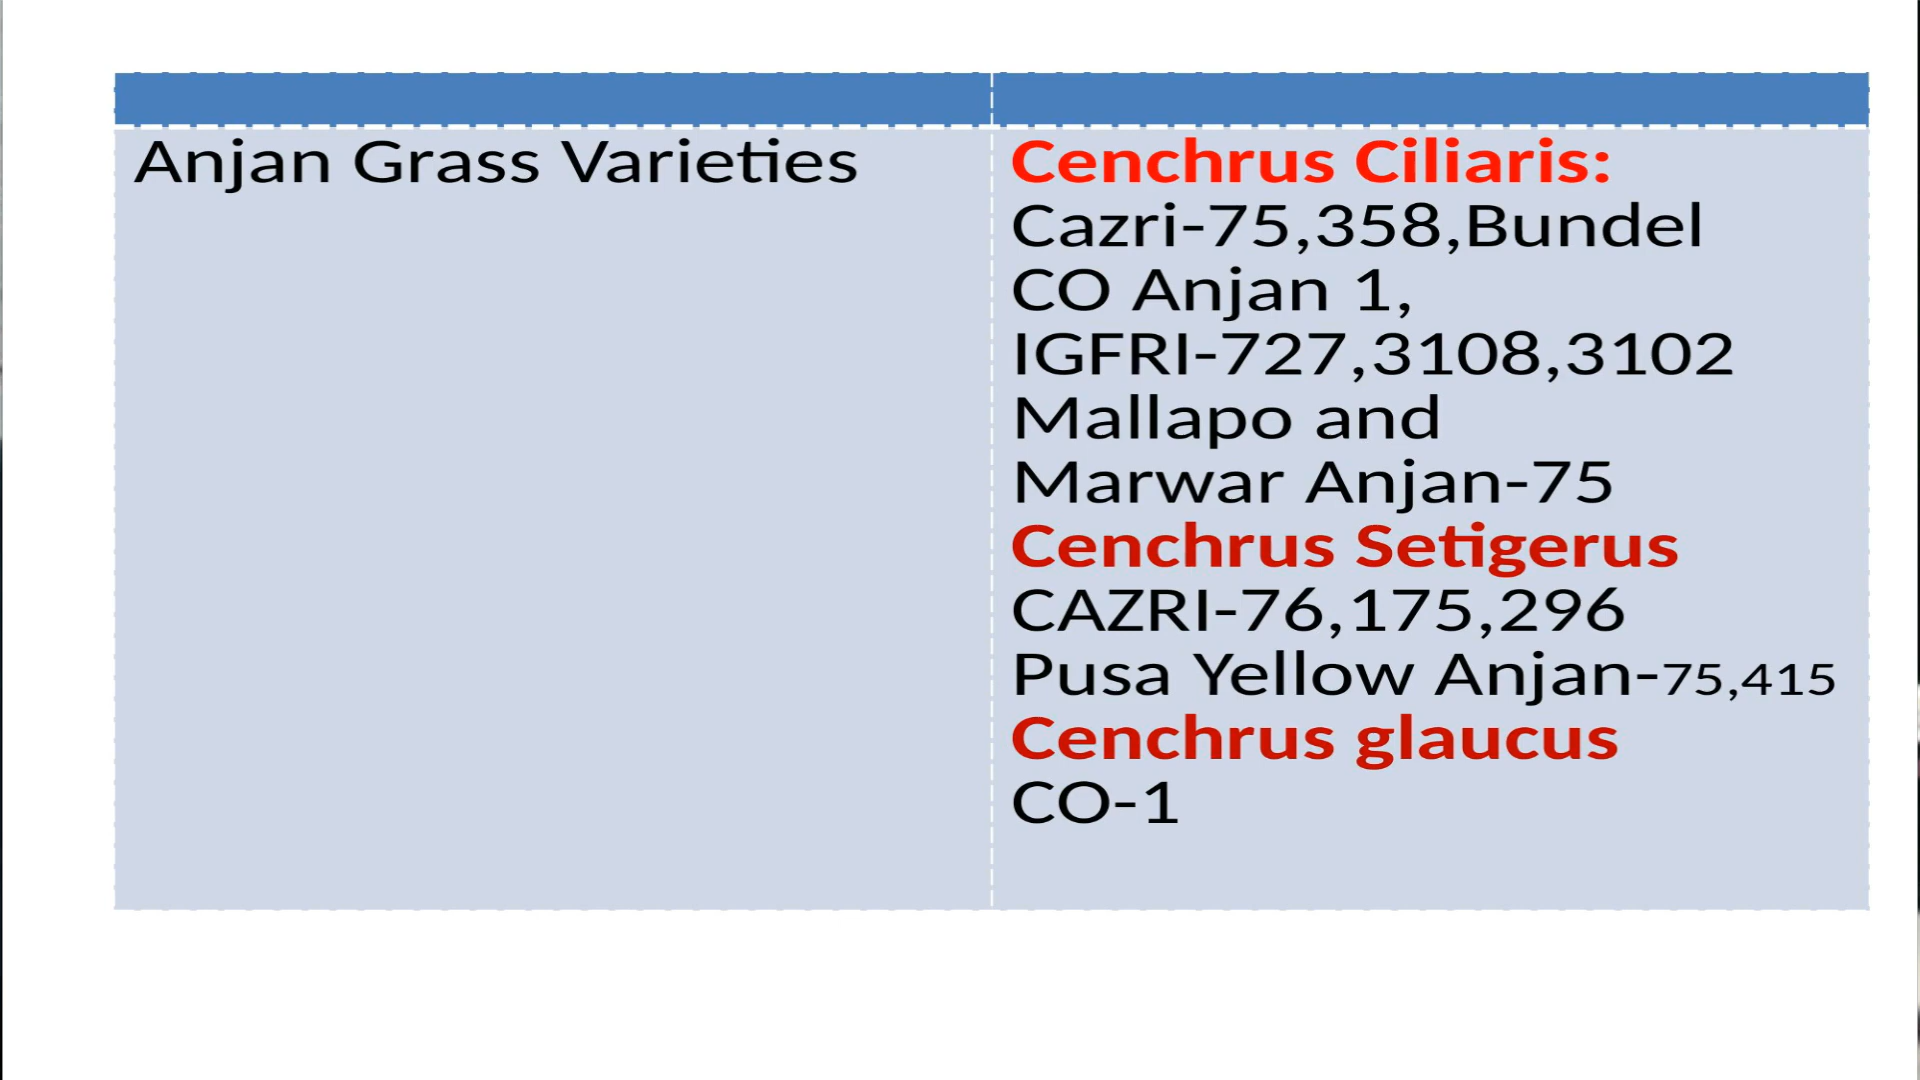 Anjan Grass Varieties
Cenchrus Ciliaris:
Cazri-75,358,Bundel
CO Anjan 1,
IGFRI-727,3108,3102
Mallapo and
Marwar Anjan-75
Cenchrus Setigerus
CAZRI-76,175,296
Pusa Yellow Anjan-75,415
Cenchrus glaucus
CO-1